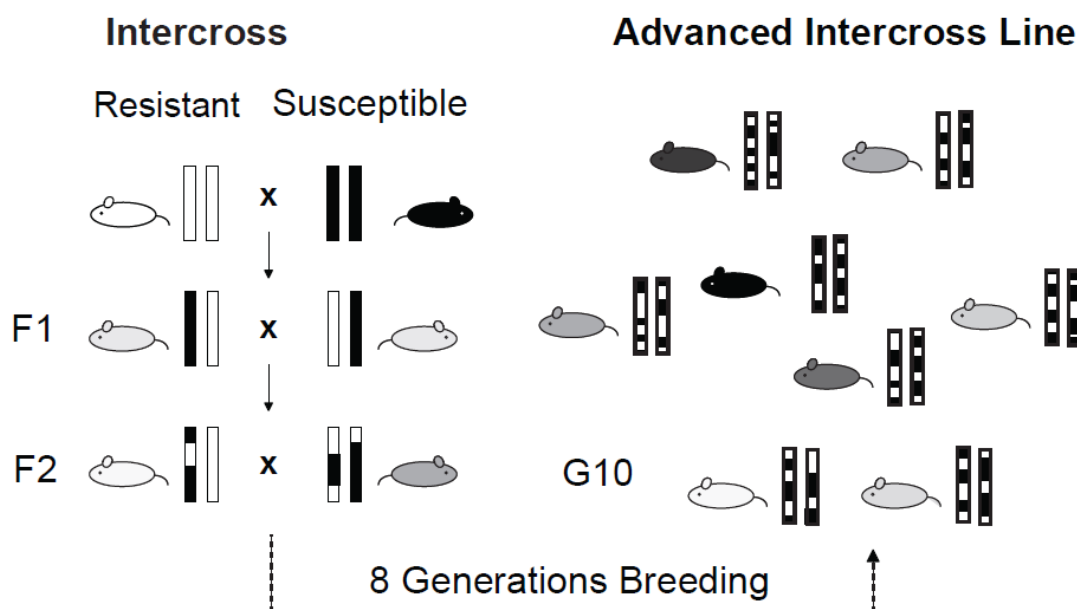 Intercross
Resistant Susceptible
x
F1
x
F2
x
8 Generations Breeding
Advanced Intercross Line
G10